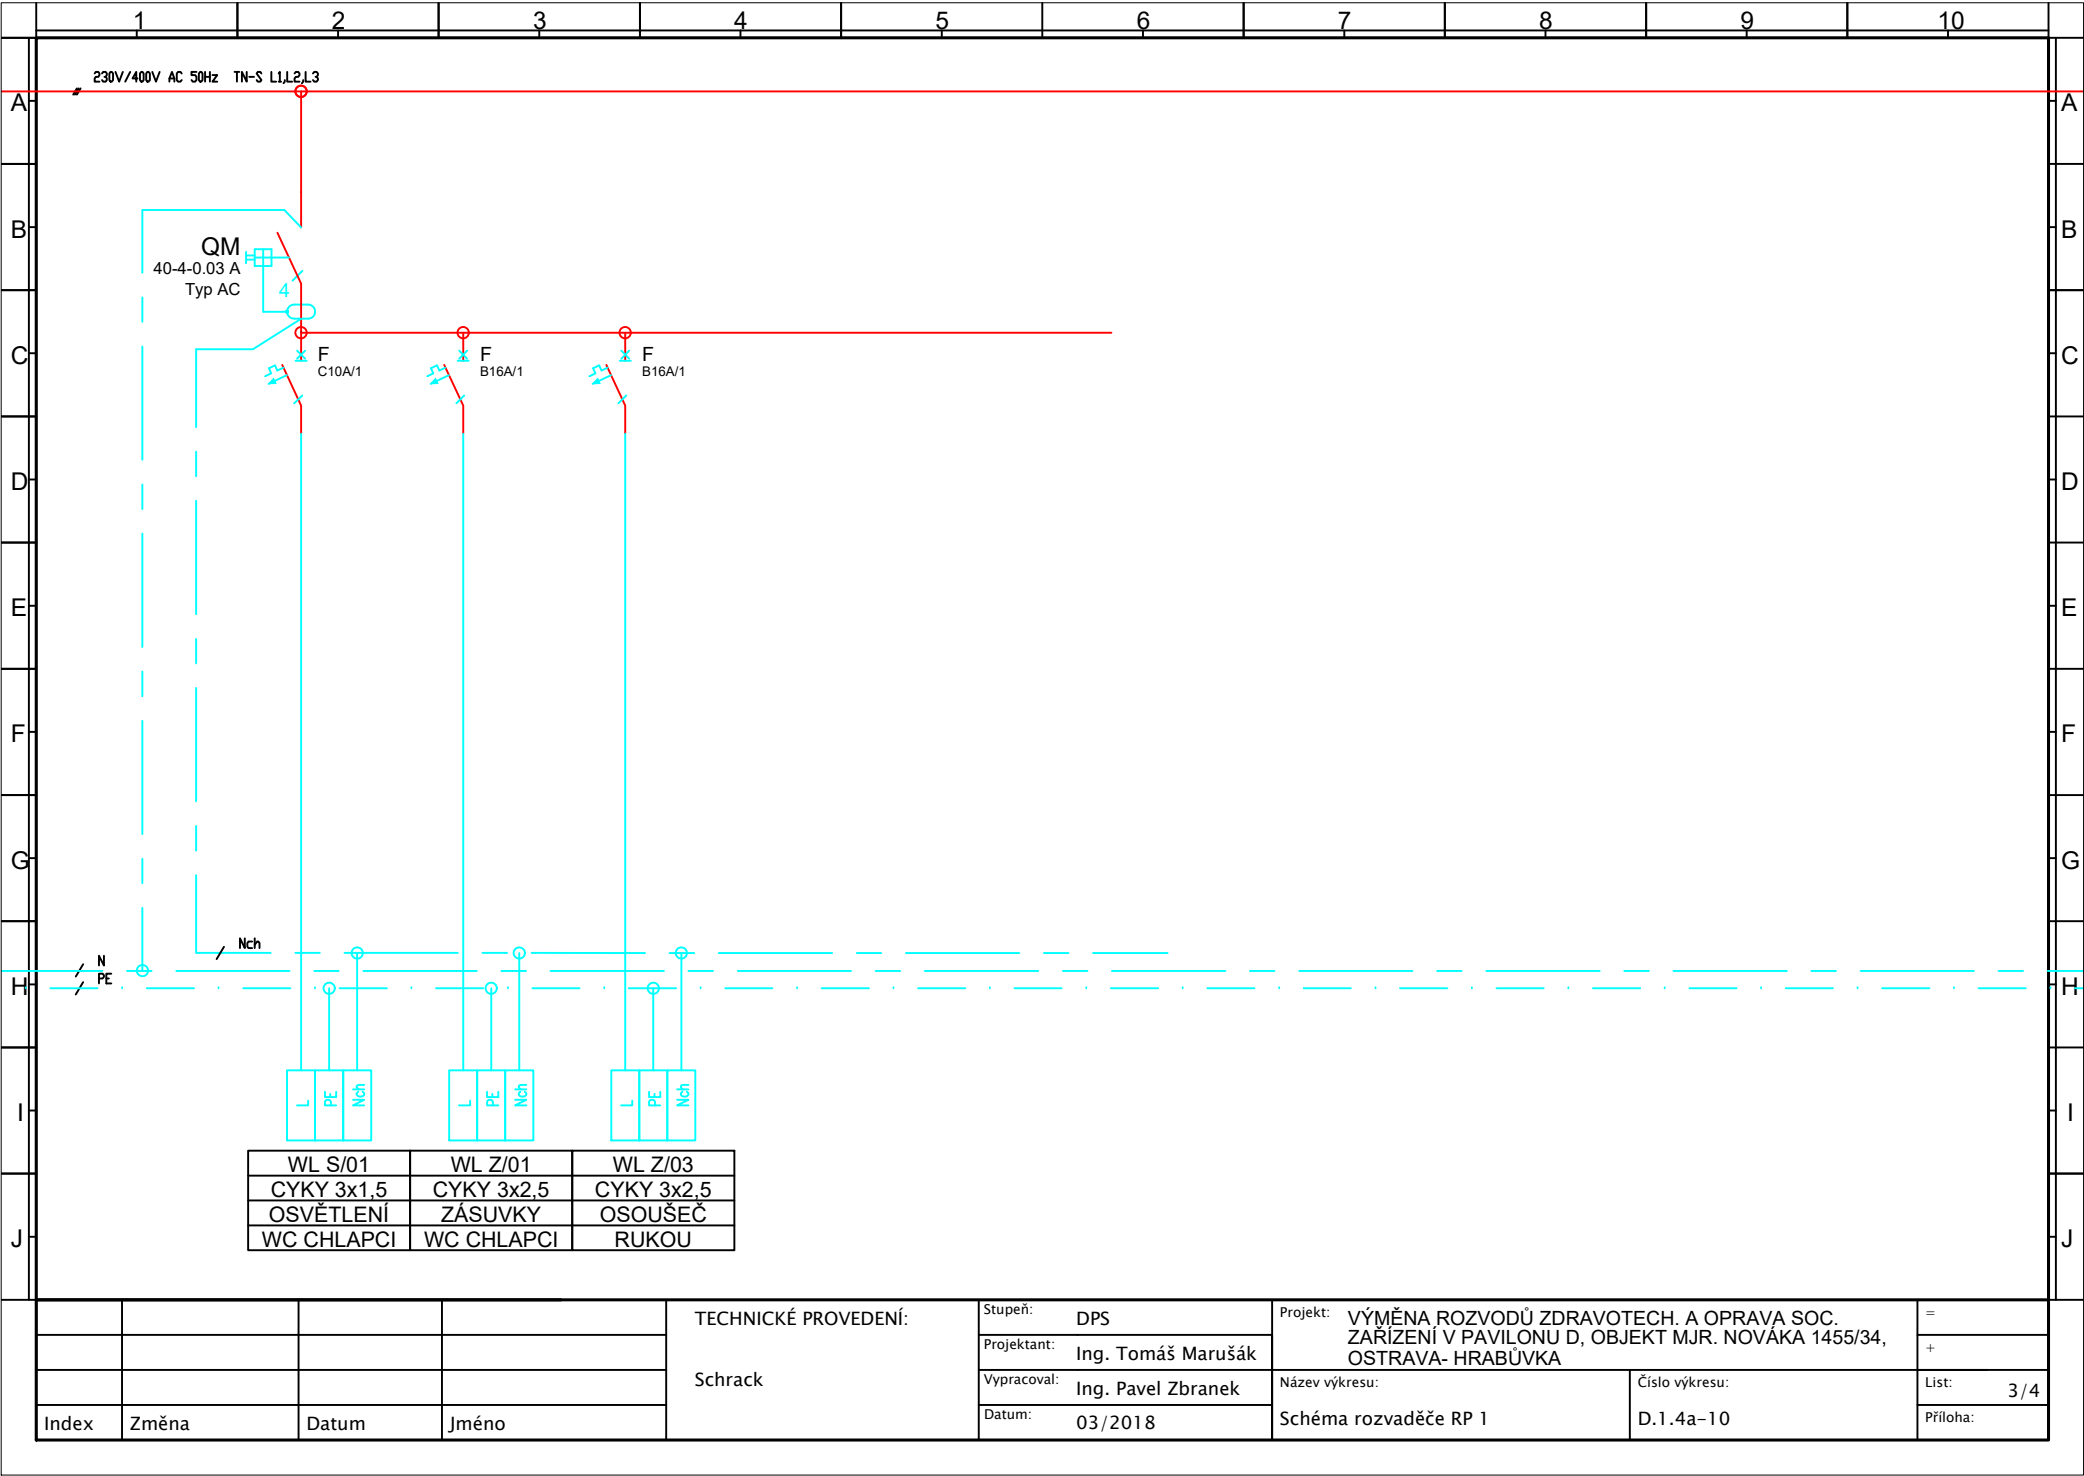 1 2 3 4 5 6 7 8 9 10
230V/400V AC 50Hz TN-S L1,L2,L3
A A
B B
QM
40-4-0.03 A
Typ AC 4
C C
F F F
C10A/1 B16A/1 B16A/1
D D
E E
F F
G G
Nch
N
PE
H H
L PE Nch L PE Nch L PE Nch
I I
WL S/01 WL Z/01 WL Z/03
CYKY 3x1,5 CYKY 3x2,5 CYKY 3x2,5
OSVĚTLENÍ ZÁSUVKY OSOUŠEČ
WC CHLAPCI WC CHLAPCI RUKOU
J J
TECHNICKÉ PROVEDENÍ:
Schrack
Stupeň: DPS
Projektant: Ing. Tomáš Marušák
Vypracoval: Ing. Pavel Zbranek
Datum: 03/2018
Projekt: VÝMĚNA ROZVODŮ ZDRAVOTECH. A OPRAVA SOC.
ZAŘÍZENÍ V PAVILONU D, OBJEKT MJR. NOVÁKA 1455/34,
OSTRAVA- HRABŮVKA
=
+
Název výkresu:
Schéma rozvaděče RP 1
Číslo výkresu:
D.1.4a-10
List: 3/4
Příloha:
Index Změna Datum Jméno